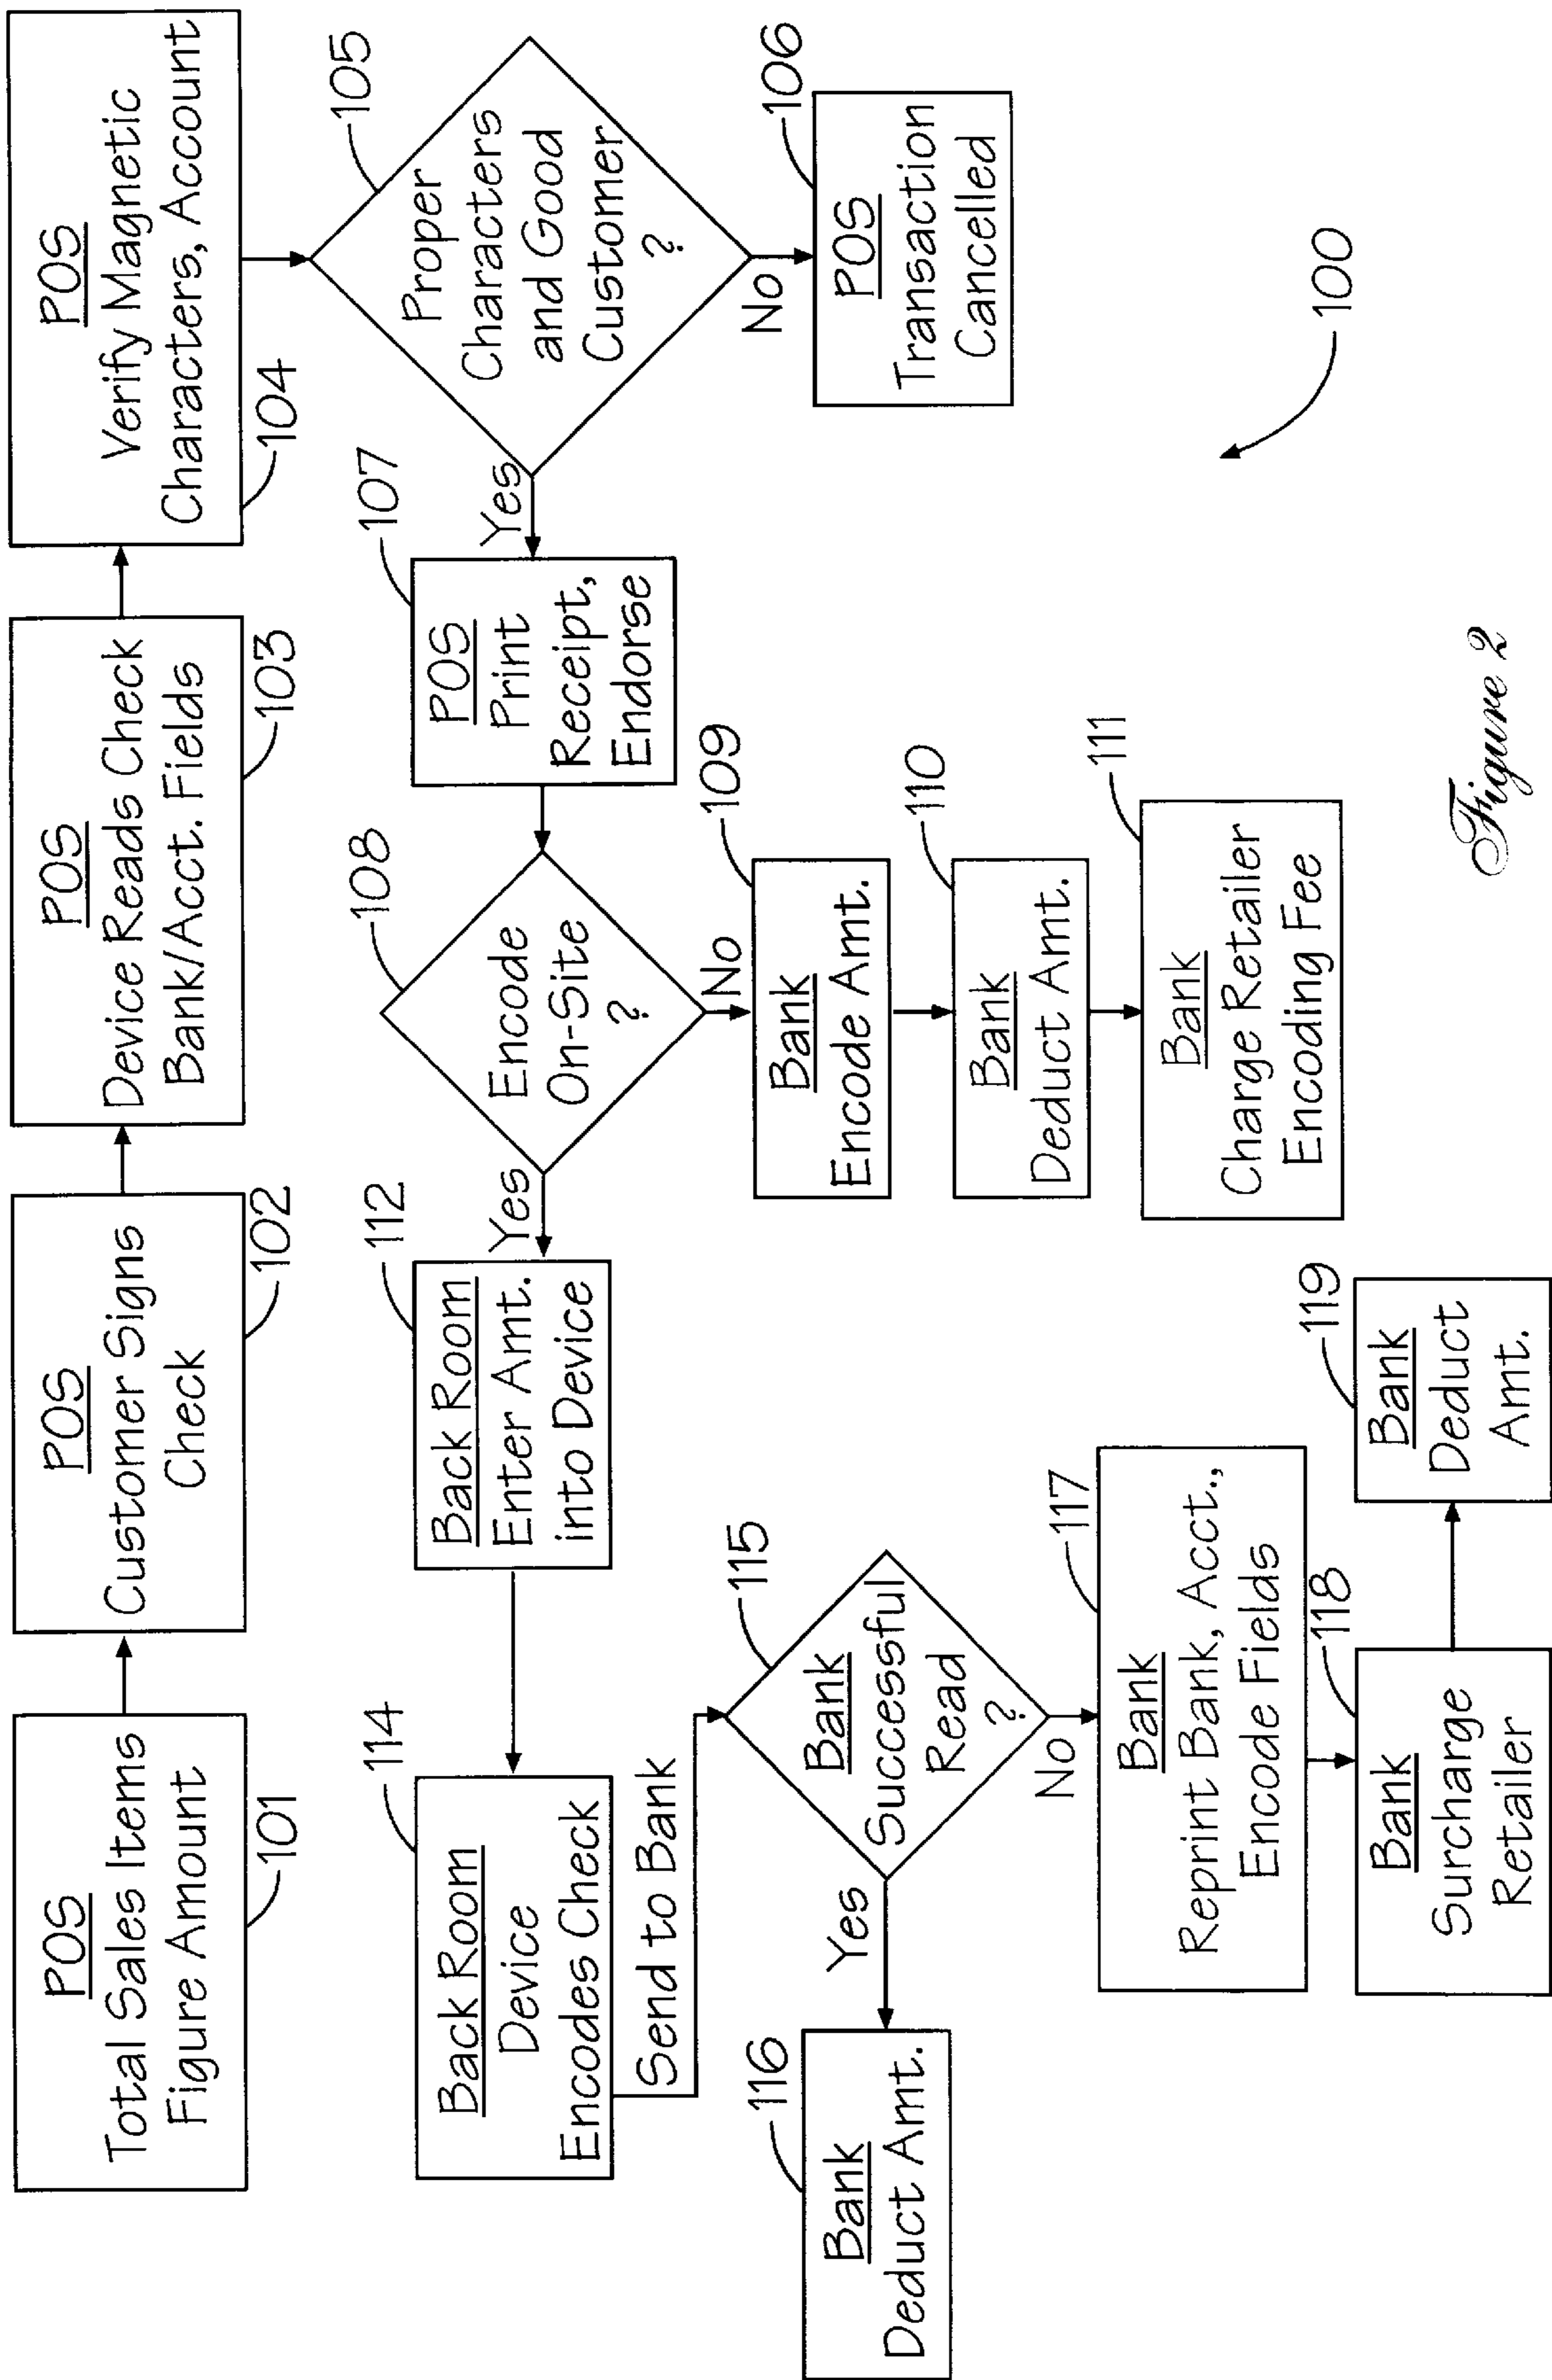 POS
Total Sales Items
Figure Amount
101
POS
Customer Signs
Check
102
POS
Device Reads Check
Bank/Acct. Fields
103
POS
Verify Magnetic
Characters, Account
104
105
Proper
Characters
and Good
Customer
?
Yes
No
106
POS
Transaction
Cancelled
107
POS
Print
Receipt,
Endorse
108
Encode
On-Site
?
Yes
No
109
Bank
Encode Amt.
110
Bank
Deduct Amt.
111
Bank
Charge Retailer
Encoding Fee
112
Back Room
Enter Amt.
into Device
114
Back Room
Device
Encodes Check
Send to Bank
115
Bank
Successful
Read
?
Yes
No
116
Bank
Deduct Amt.
117
Bank
Reprint Bank, Acct.,
Encode Fields
118
Bank
Surcharge
Retailer
119
Bank
Deduct
Amt.
100
Figure 2